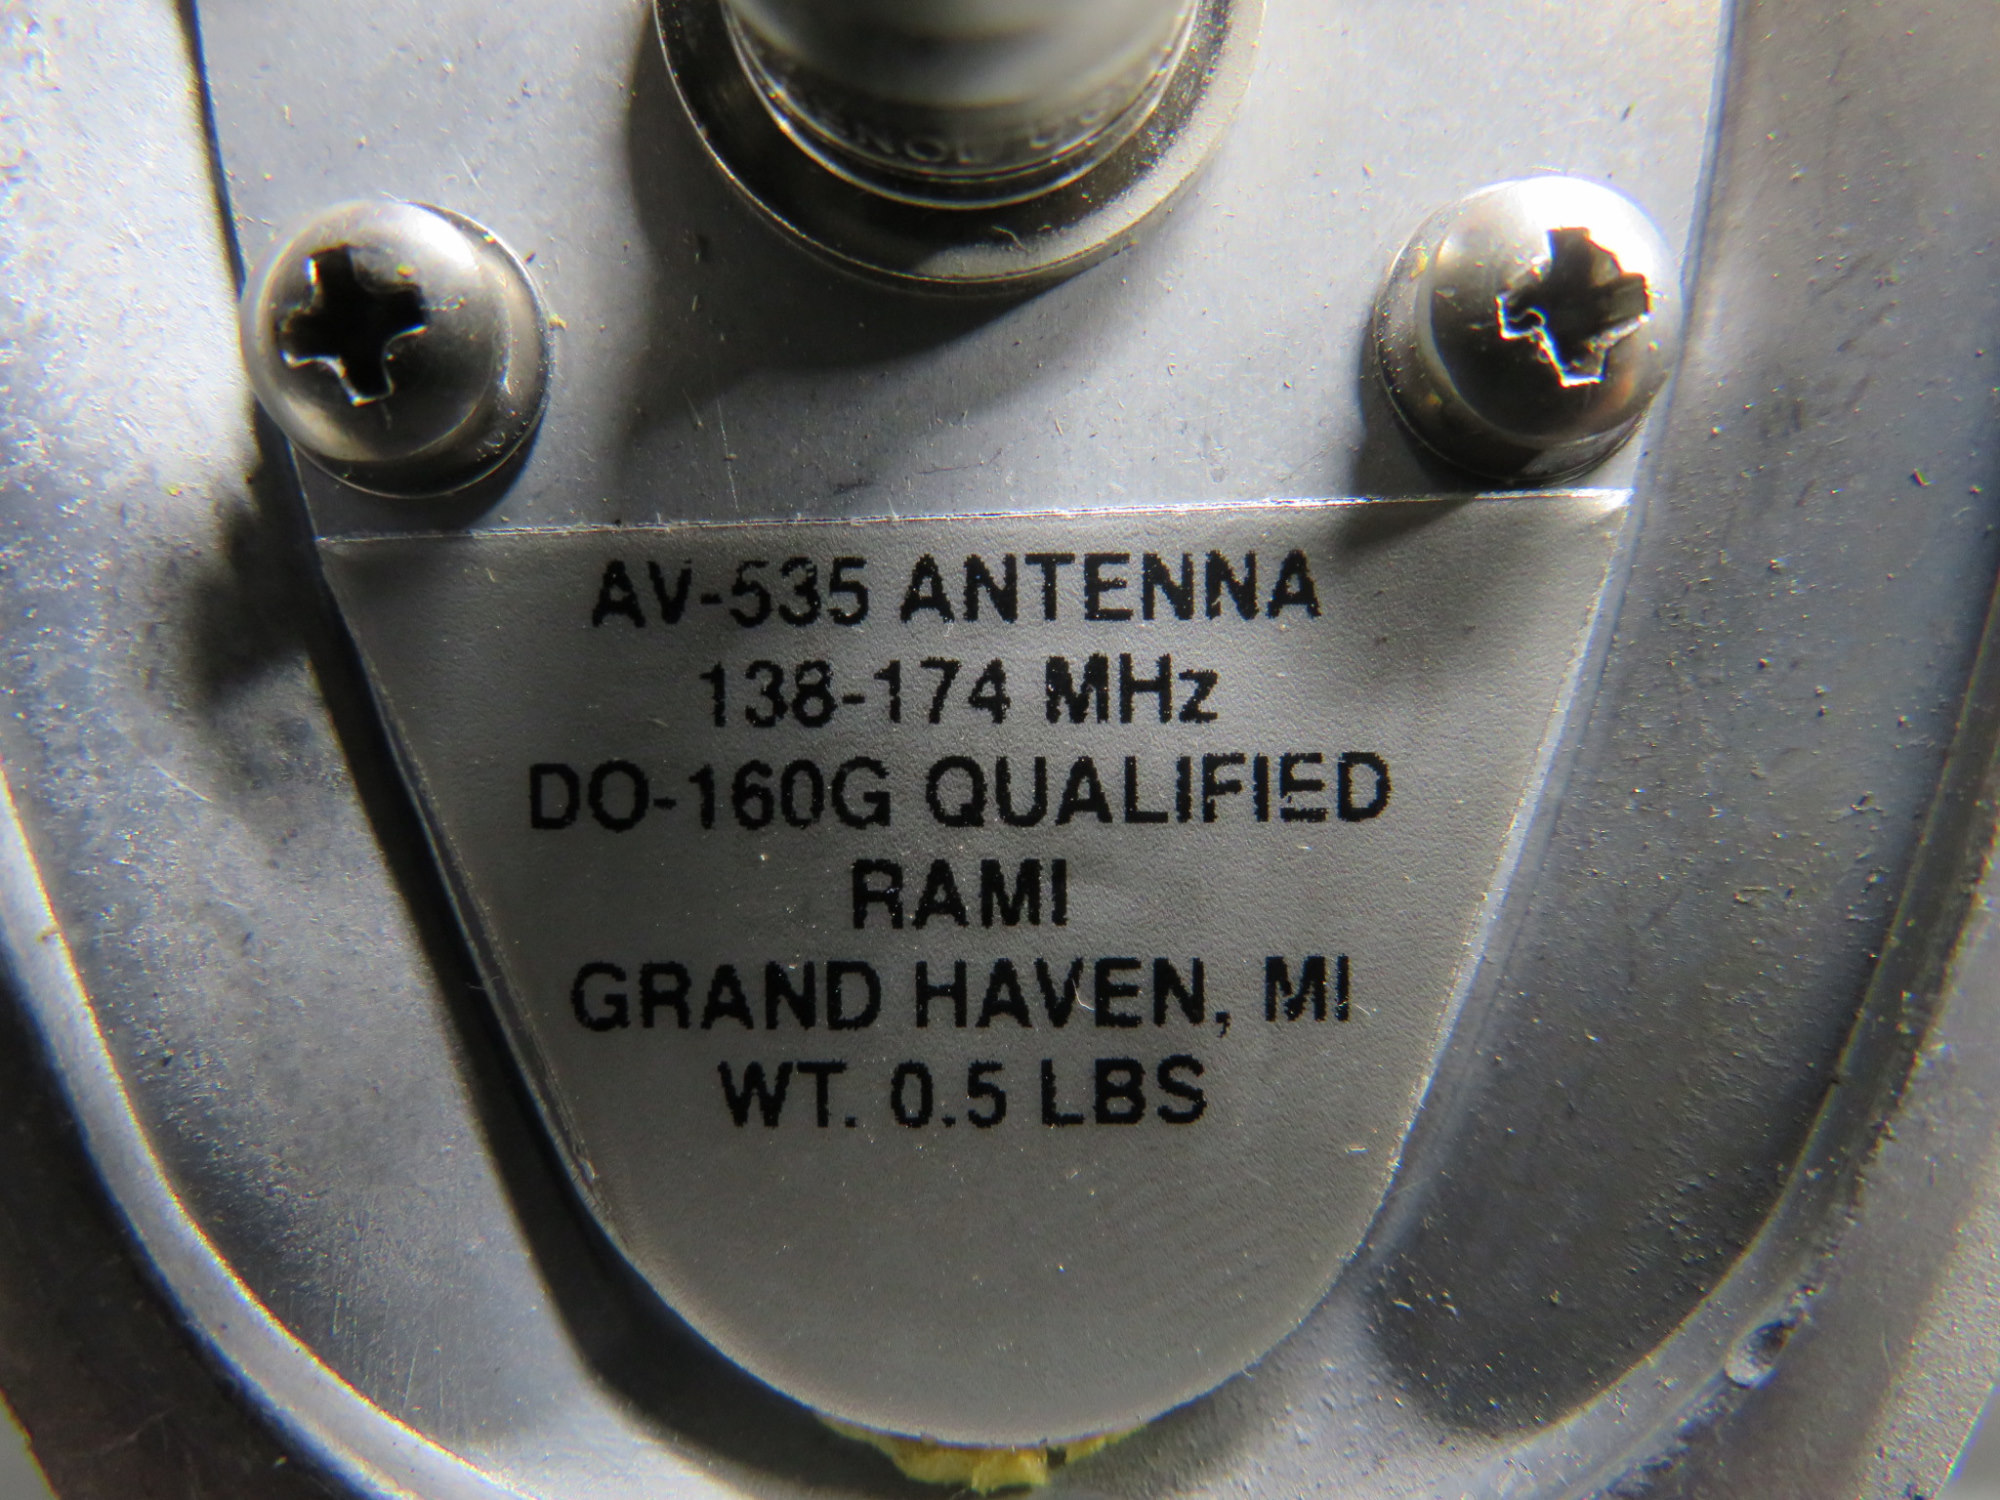 AV-535 ANTENNA
138-174 MHz
DO-160G QUALIFIED
RAMI
GRAND HAVEN, MI
WT. 0.5 LBS